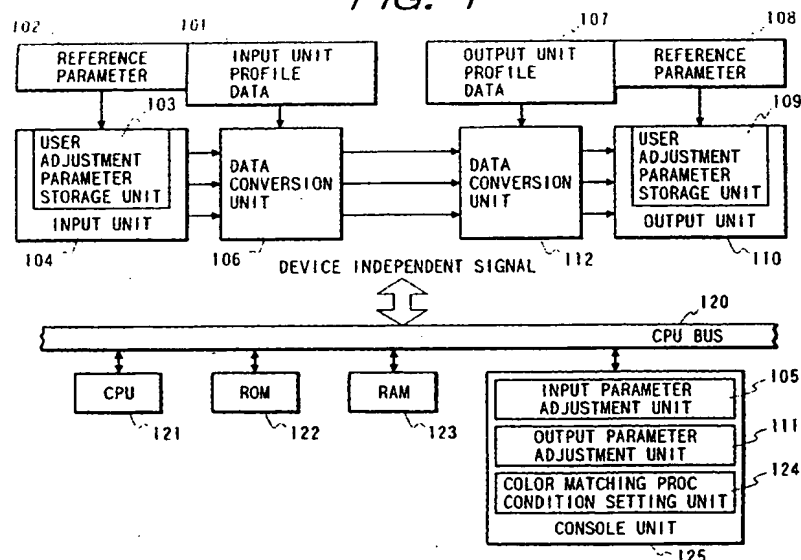 FIG. 1
102
101
107
108
REFERENCE
PARAMETER
INPUT UNIT
PROFILE
DATA
OUTPUT UNIT
PROFILE
DATA
REFERENCE
PARAMETER
103
109
USER
ADJUSTMENT
PARAMETER
STORAGE UNIT
INPUT UNIT
DATA
CONVERSION
UNIT
DATA
CONVERSION
UNIT
USER
ADJUSTMENT
PARAMETER
STORAGE UNIT
OUTPUT UNIT
104
106
112
110
DEVICE INDEPENDENT SIGNAL
120
CPU BUS
CPU
ROM
RAM
121
122
123
INPUT PARAMETER
ADJUSTMENT UNIT
105
OUTPUT PARAMETER
ADJUSTMENT UNIT
111
COLOR MATCHING PROC
CONDITION SETTING UNIT
124
CONSOLE UNIT
125